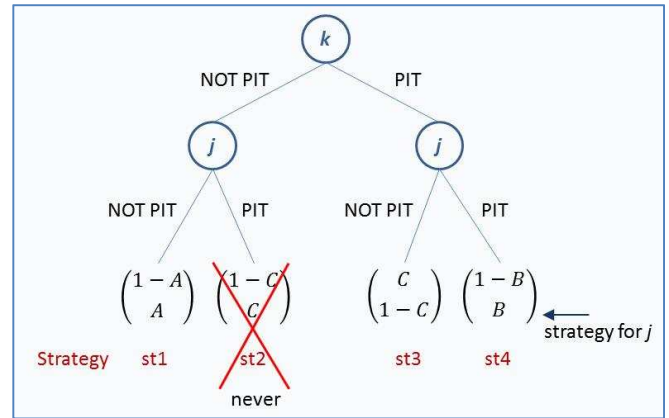 k
NOT PIT PIT
j j
NOT PIT PIT NOT PIT PIT
(1 − A) (1 − C) (C) (1 − B)
(A) (C) (1 − C) (B)
strategy for j
Strategy st1 st2 st3 st4
never